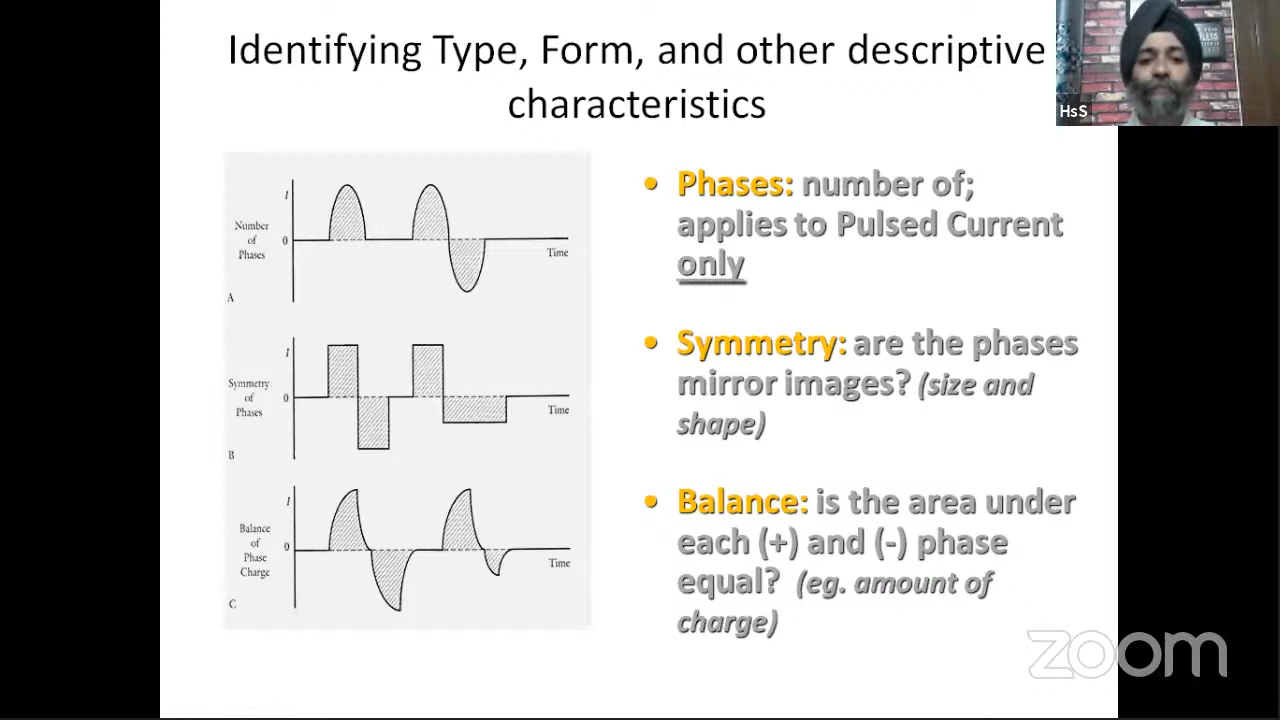 Identifying Type, Form, and other descriptive
characteristics
HsS
I
Number
of
Phases
0
Time
A
I
Symmetry
of
Phases
0
Time
B
I
Balance
of
Phase
Charge
0
Time
C
• Phases: number of;
applies to Pulsed Current
only
• Symmetry: are the phases
mirror images? (size and
shape)
• Balance: is the area under
each (+) and (-) phase
equal? (eg. amount of
charge)
zoom